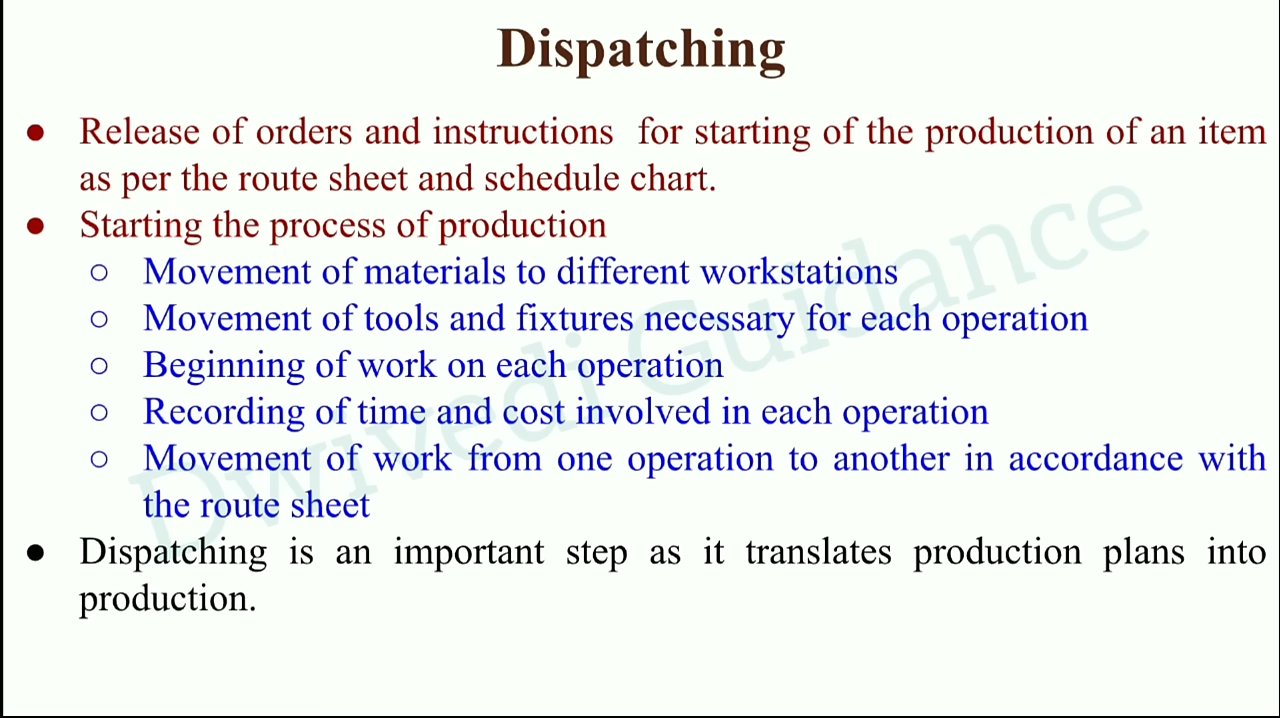 Dispatching
● Release of orders and instructions for starting of the production of an item
as per the route sheet and schedule chart.
● Starting the process of production
○ Movement of materials to different workstations
○ Movement of tools and fixtures necessary for each operation
○ Beginning of work on each operation
○ Recording of time and cost involved in each operation
○ Movement of work from one operation to another in accordance with
the route sheet
● Dispatching is an important step as it translates production plans into
production.
Dwivedi Guidance